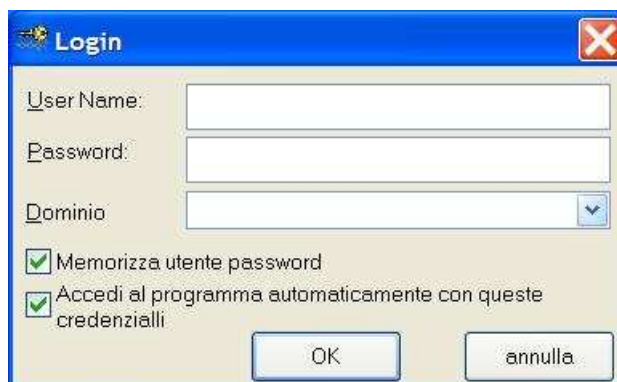 Login
User Name:
Password:
Dominio
Memorizza utente password
Accedi al programma automaticamente con queste
credenzialli
OK
annulla